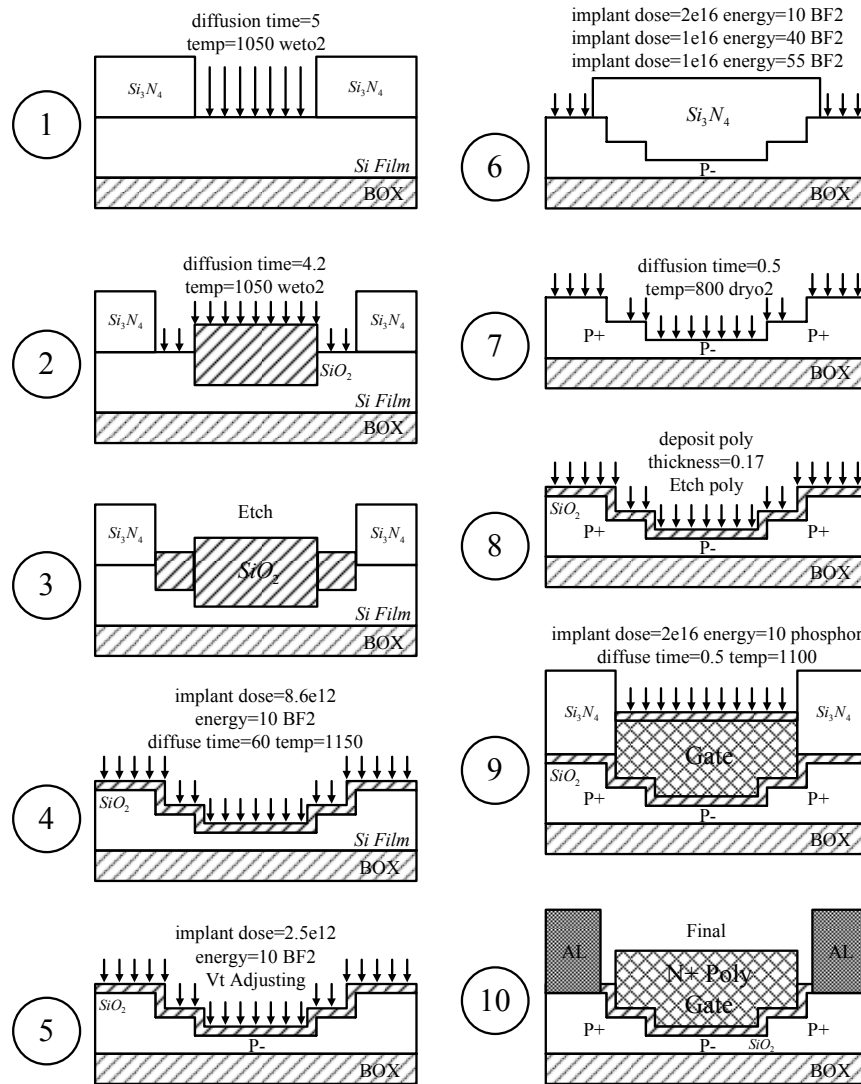 diffusion time=5
temp=1050 weto2
Si₃N₄
Si₃N₄
1
Si Film
BOX
diffusion time=4.2
temp=1050 weto2
Si₃N₄
Si₃N₄
2
SiO₂
Si Film
BOX
Etch
Si₃N₄
Si₃N₄
3
SiO₂
Si Film
BOX
implant dose=8.6e12
energy=10 BF2
diffuse time=60 temp=1150
4
SiO₂
Si Film
BOX
implant dose=2.5e12
energy=10 BF2
Vt Adjusting
5
SiO₂
P-
BOX
implant dose=2e16 energy=10 BF2
implant dose=1e16 energy=40 BF2
implant dose=1e16 energy=55 BF2
Si₃N₄
6
P-
BOX
diffusion time=0.5
temp=800 dryo2
7
P+
P-
P+
BOX
deposit poly
thickness=0.17
Etch poly
8
SiO₂
P+
P+
P-
BOX
implant dose=2e16 energy=10 phosphor
diffuse time=0.5 temp=1100
Si₃N₄
Si₃N₄
Gate
9
SiO₂
P+
P+
P-
BOX
Final
AL
AL
N+ Poly
Gate
10
P+
P+
P-
SiO₂
BOX